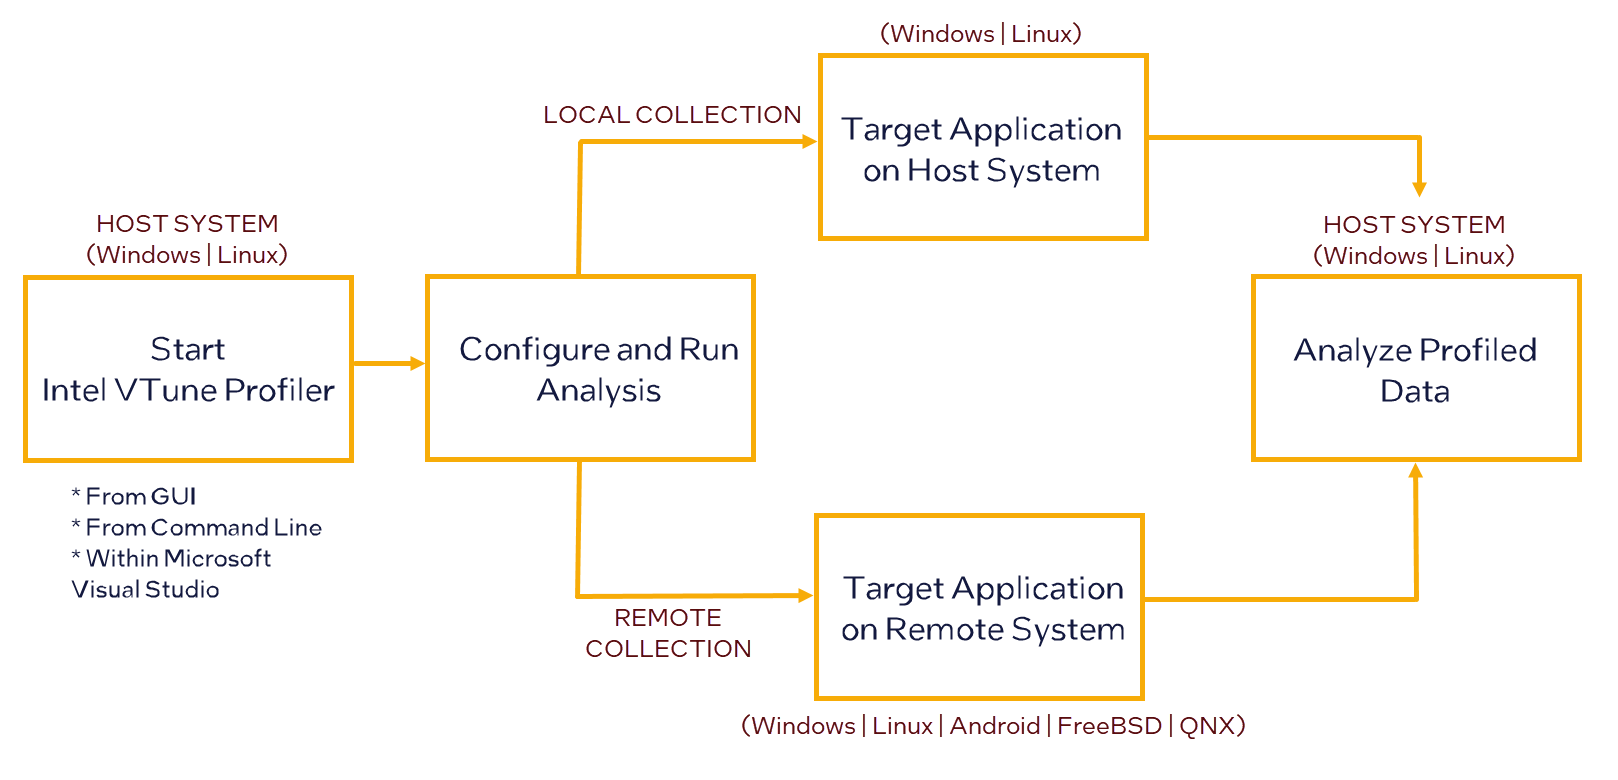 (Windows | Linux)
LOCAL COLLECTION
Target Application
on Host System
HOST SYSTEM
(Windows | Linux)
Start
Intel VTune Profiler
* From GUI
* From Command Line
* Within Microsoft
Visual Studio
Configure and Run
Analysis
HOST SYSTEM
(Windows | Linux)
Analyze Profiled
Data
REMOTE
COLLECTION
Target Application
on Remote System
(Windows | Linux | Android | FreeBSD | QNX)